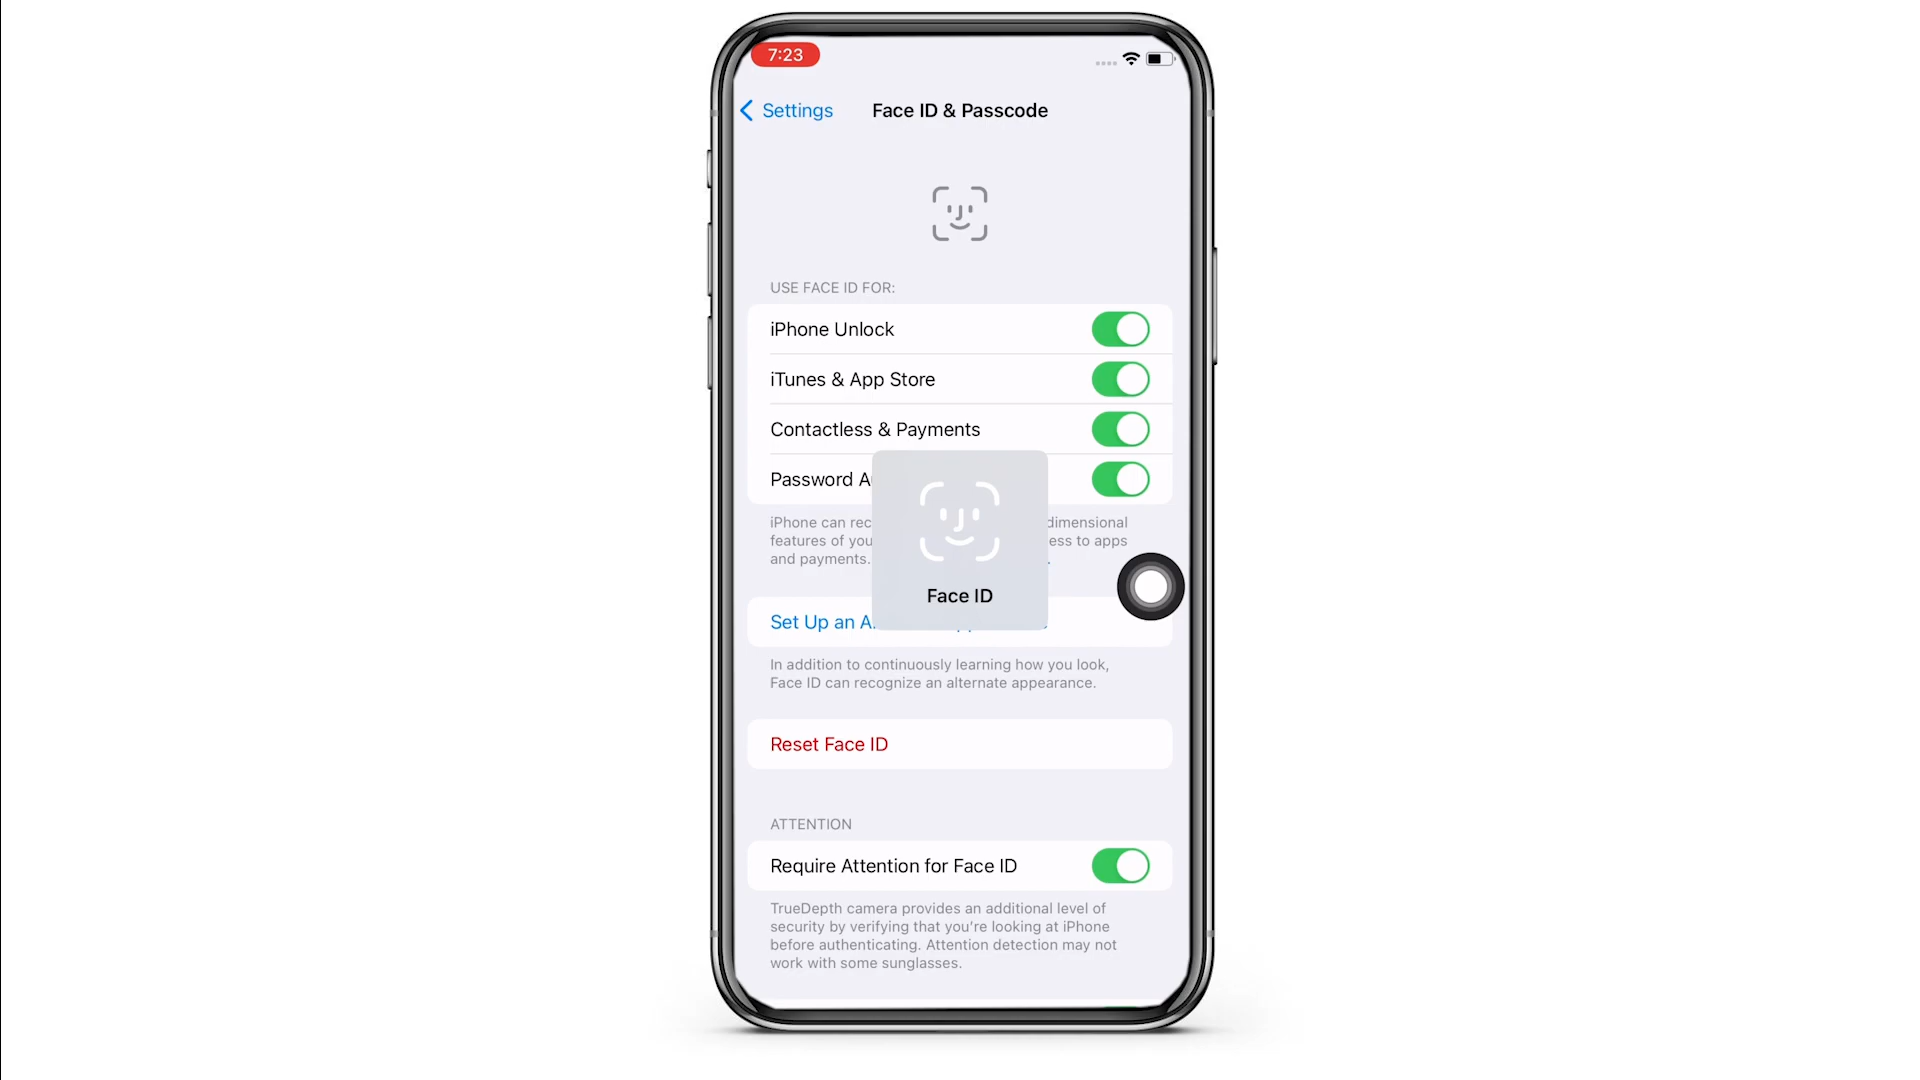 7:23
Settings
Face ID & Passcode
USE FACE ID FOR:
iPhone Unlock
iTunes & App Store
Contactless & Payments
Password
iPhone can dimensional
features of to apps
and payments.
Face ID
Set Up an
In addition to continuously learning how you look,
Face ID can recognize an alternate appearance.
Reset Face ID
ATTENTION
Require Attention for Face ID
TrueDepth camera provides an additional level of
security by verifying that you're looking at iPhone
before authenticating. Attention detection may not
work with some sunglasses.